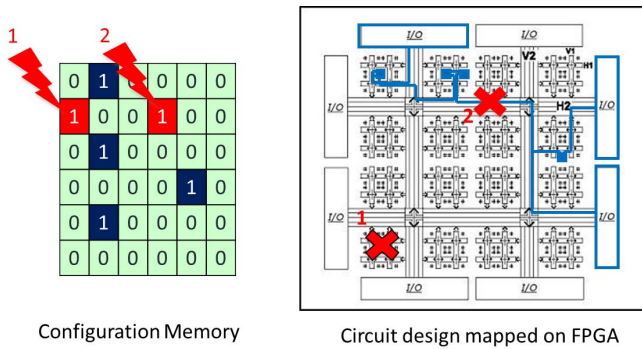 1
2
0 1 0 0 0 0
1 0 0 1 0 0
0 1 0 0 0 0
0 0 0 0 1 0
0 1 0 0 0 0
0 0 0 0 0 0
Configuration Memory
I/O
I/O
V2
V1
H1
I/O
2
H2
I/O
1
I/O
I/O
I/O
I/O
Circuit design mapped on FPGA